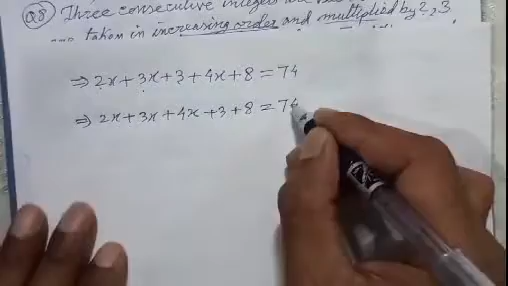 Q8) Three consecutive integers are
taken in increasing order and multiplied by 2, 3
⇒ 2x + 3x + 3 + 4x + 8 = 74
⇒ 2x + 3x + 4x + 3 + 8 = 74